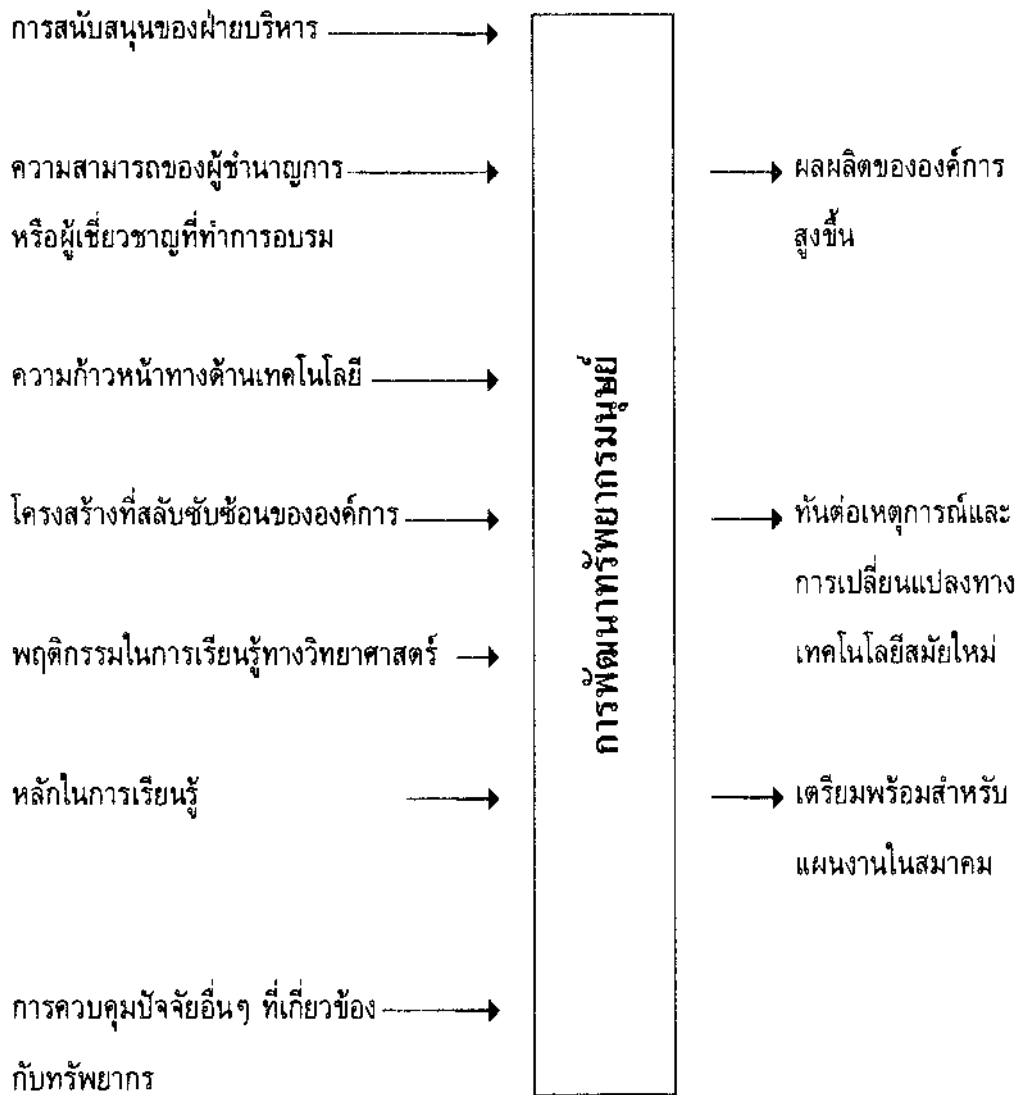 การสนับสนุนของฝ่ายบริหาร
ความสามารถของผู้ชำนาญการ
หรือผู้เชี่ยวชาญที่ทำการอบรม
ความก้าวหน้าทางด้านเทคโนโลยี
โครงสร้างที่สลับซับซ้อนขององค์การ
พฤติกรรมในการเรียนรู้ทางวิทยาศาสตร์
หลักในการเรียนรู้
การควบคุมปัจจัยอื่นๆ ที่เกี่ยวข้อง
กับทรัพยากร
การพัฒนาทรัพยากรมนุษย์
ผลผลิตขององค์การ
สูงขึ้น
ทันต่อเหตุการณ์และ
การเปลี่ยนแปลงทาง
เทคโนโลยีสมัยใหม่
เตรียมพร้อมสำหรับ
แผนงานในสมาคม